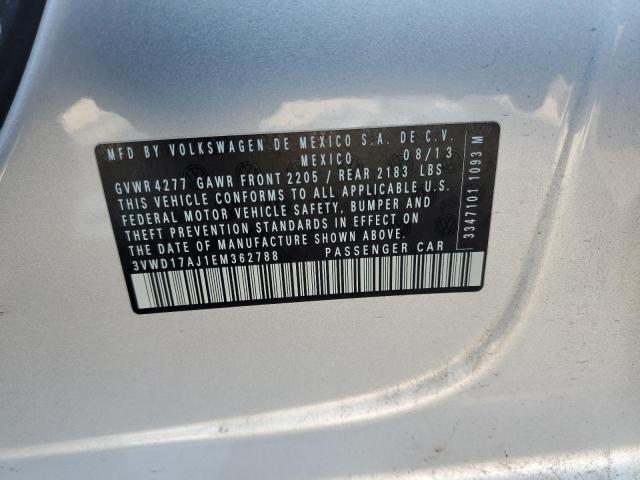 MFD BY VOLKSWAGEN DE MEXICO S.A. DE C.V.
MEXICO 08/13
GVWR 4277 GAWR FRONT 2205 / REAR 2183 LBS
THIS VEHICLE CONFORMS TO ALL APPLICABLE U.S.
FEDERAL MOTOR VEHICLE SAFETY, BUMPER AND
THEFT PREVENTION STANDARDS IN EFFECT ON
THE DATE OF MANUFACTURE SHOWN ABOVE.
3VWD17AJ1EM362788 PASSENGER CAR
3347101 1093 M